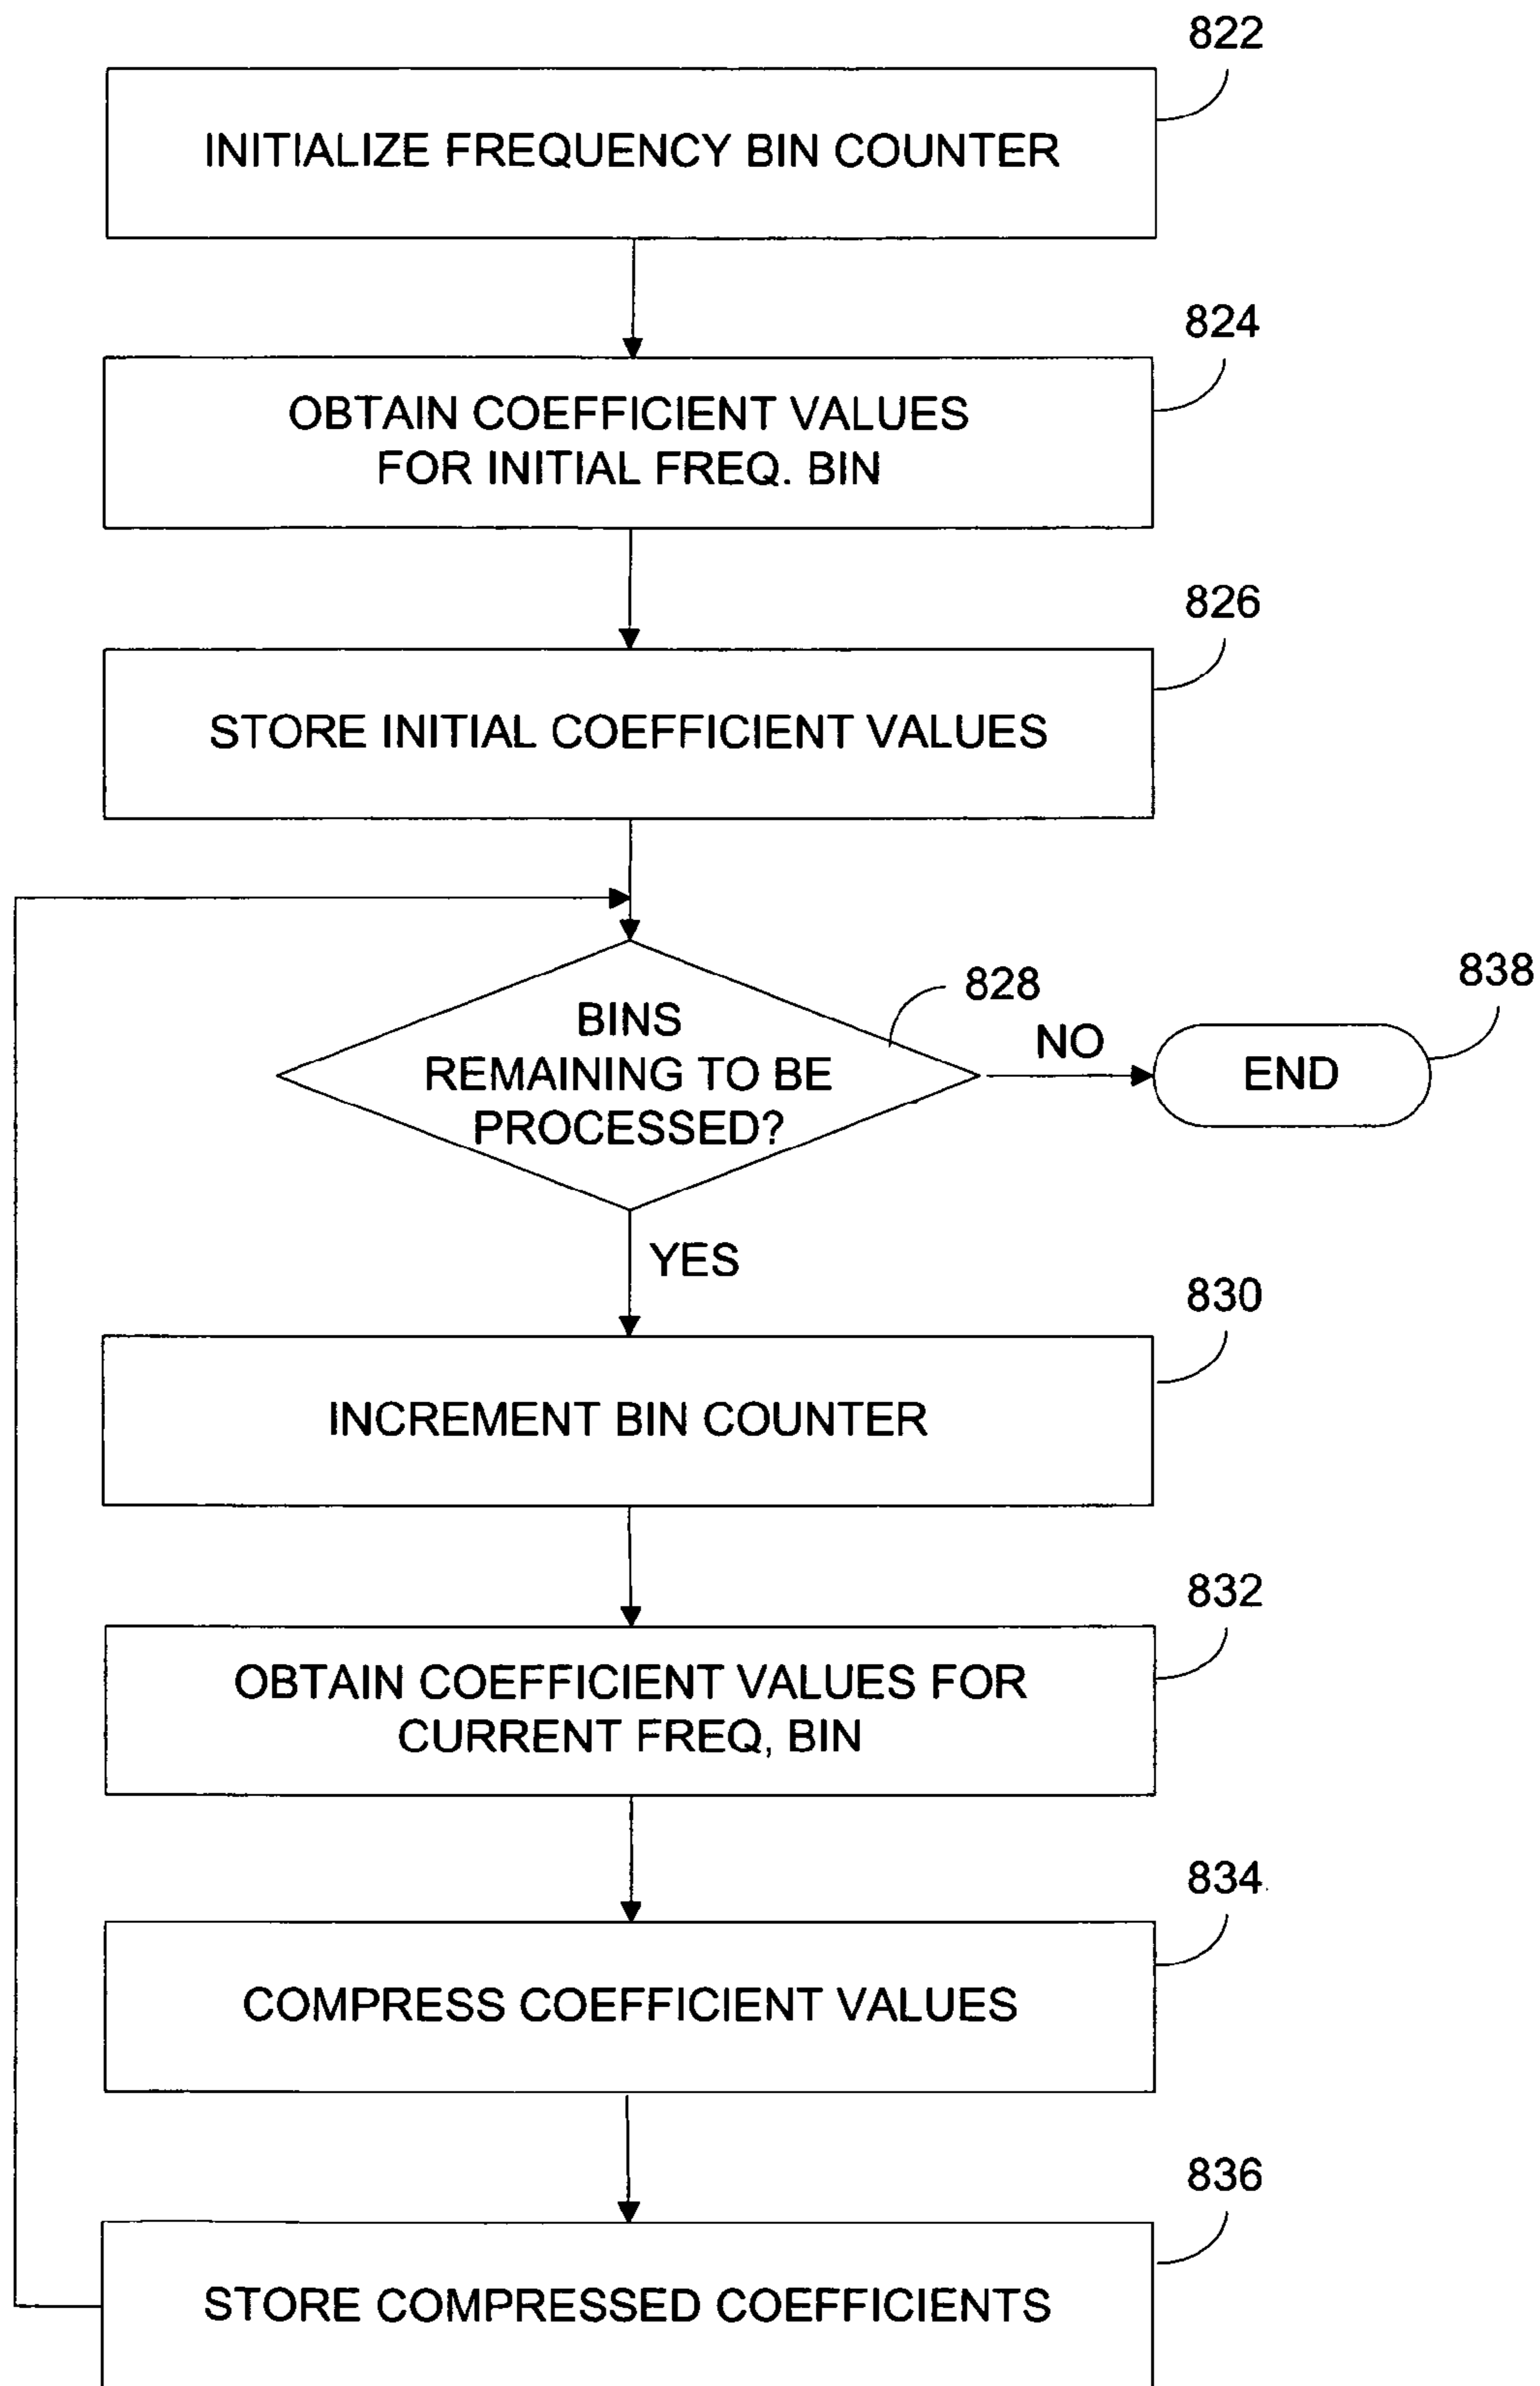 822
INITIALIZE FREQUENCY BIN COUNTER
824
OBTAIN COEFFICIENT VALUES
FOR INITIAL FREQ. BIN
826
STORE INITIAL COEFFICIENT VALUES
828
838
BINS
REMAINING TO BE
PROCESSED?
NO
END
YES
830
INCREMENT BIN COUNTER
832
OBTAIN COEFFICIENT VALUES FOR
CURRENT FREQ, BIN
834
COMPRESS COEFFICIENT VALUES
836
STORE COMPRESSED COEFFICIENTS